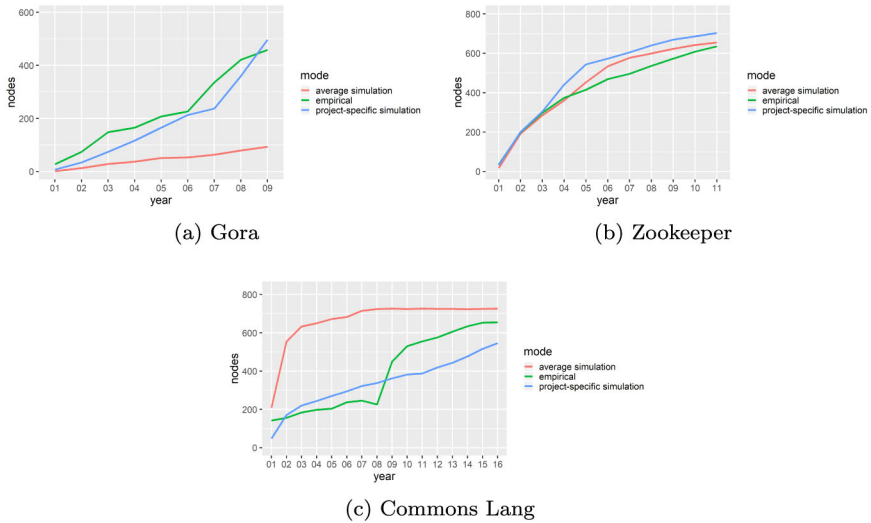 600
400
200
0
nodes
01 02 03 04 05 06 07 08 09
year
mode
average simulation
empirical
project-specific simulation
(a) Gora
800
600
400
200
0
nodes
01 02 03 04 05 06 07 08 09 10 11
year
mode
average simulation
empirical
project-specific simulation
(b) Zookeeper
800
600
400
200
0
nodes
01 02 03 04 05 06 07 08 09 10 11 12 13 14 15 16
year
mode
average simulation
empirical
project-specific simulation
(c) Commons Lang